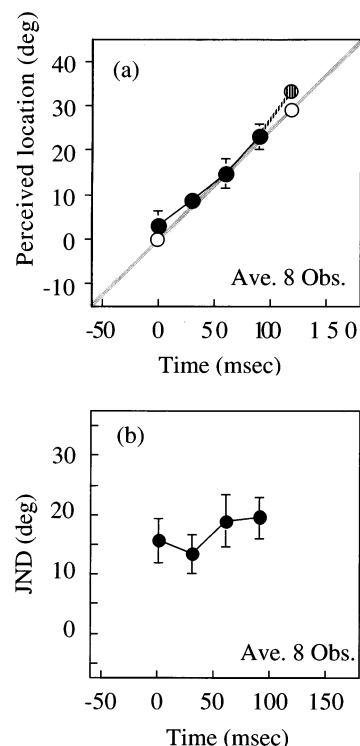 Perceived location (deg)
(a)
40
30
20
10
0
-10
Ave. 8 Obs.
-50 0 50 100 150
Time (msec)
JND (deg)
(b)
30
20
10
0
Ave. 8 Obs.
-50 0 50 100 150
Time (msec)